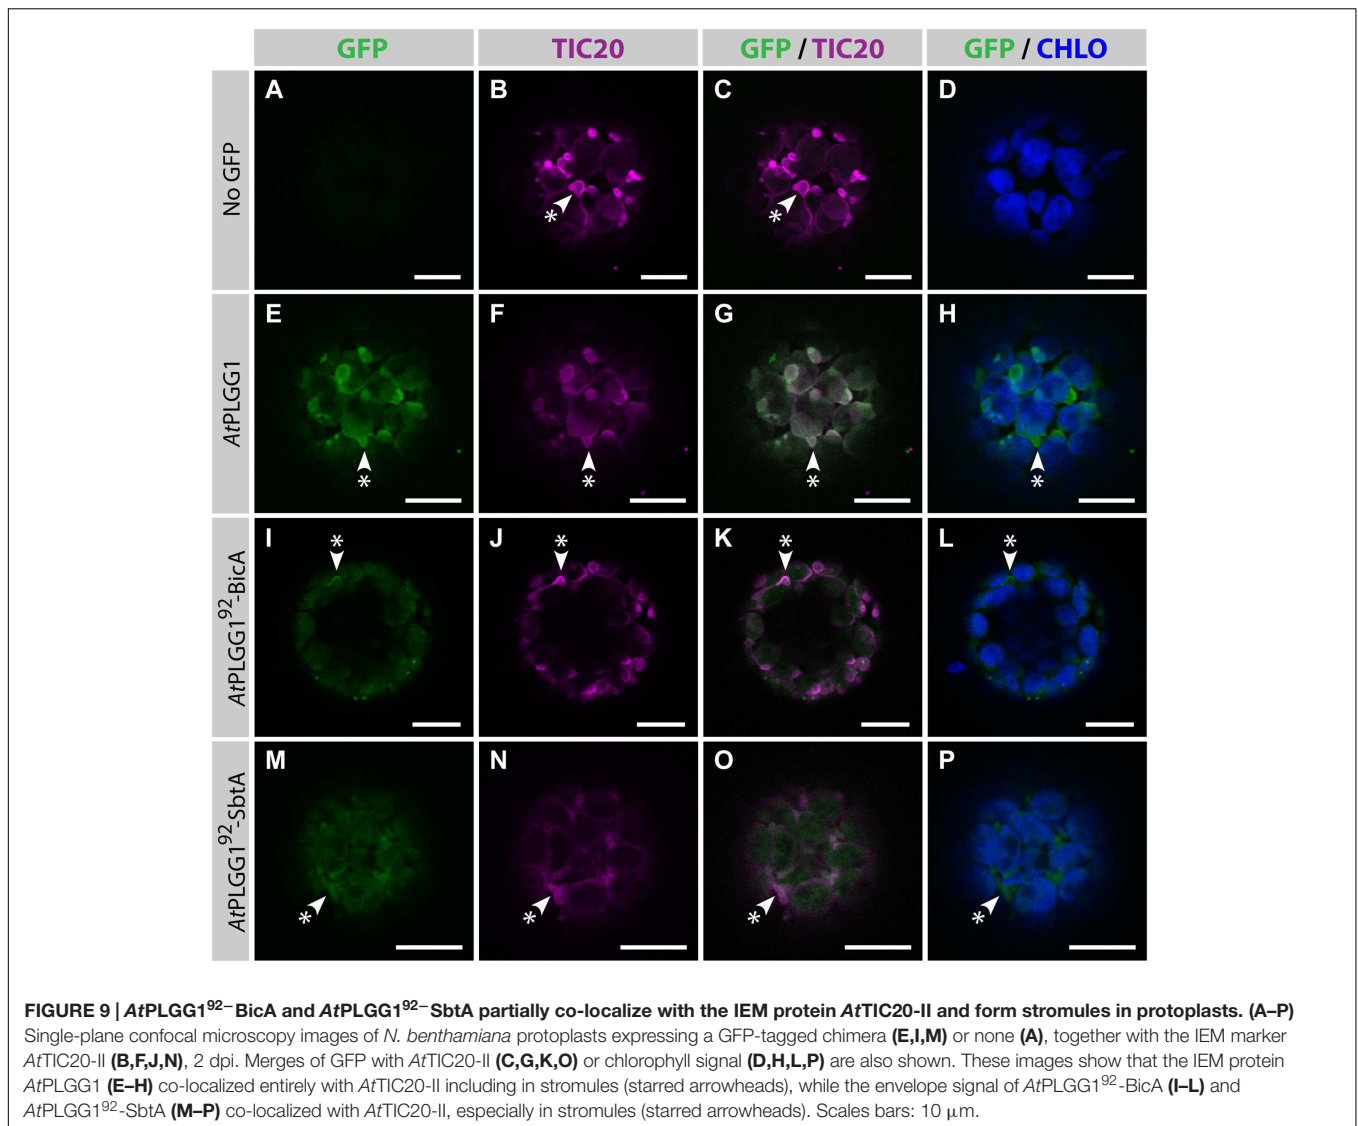 GFP TIC20 GFP / TIC20 GFP / CHLO
No GFP
A B C D
* *
AtPLGG1
E F G H
* * * *
AtPLGG1⁹²-BicA
I J K L
* * * *
AtPLGG1⁹²-SbtA
M N O P
* * * *
FIGURE 9 | AtPLGG1⁹²⁻BicA and AtPLGG1⁹²⁻SbtA partially co-localize with the IEM protein AtTIC20-II and form stromules in protoplasts. (A–P)
Single-plane confocal microscopy images of N. benthamiana protoplasts expressing a GFP-tagged chimera (E,I,M) or none (A), together with the IEM marker
AtTIC20-II (B,F,J,N), 2 dpi. Merges of GFP with AtTIC20-II (C,G,K,O) or chlorophyll signal (D,H,L,P) are also shown. These images show that the IEM protein
AtPLGG1 (E–H) co-localized entirely with AtTIC20-II including in stromules (starred arrowheads), while the envelope signal of AtPLGG1⁹²-BicA (I–L) and
AtPLGG1⁹²-SbtA (M–P) co-localized with AtTIC20-II, especially in stromules (starred arrowheads). Scales bars: 10 μm.